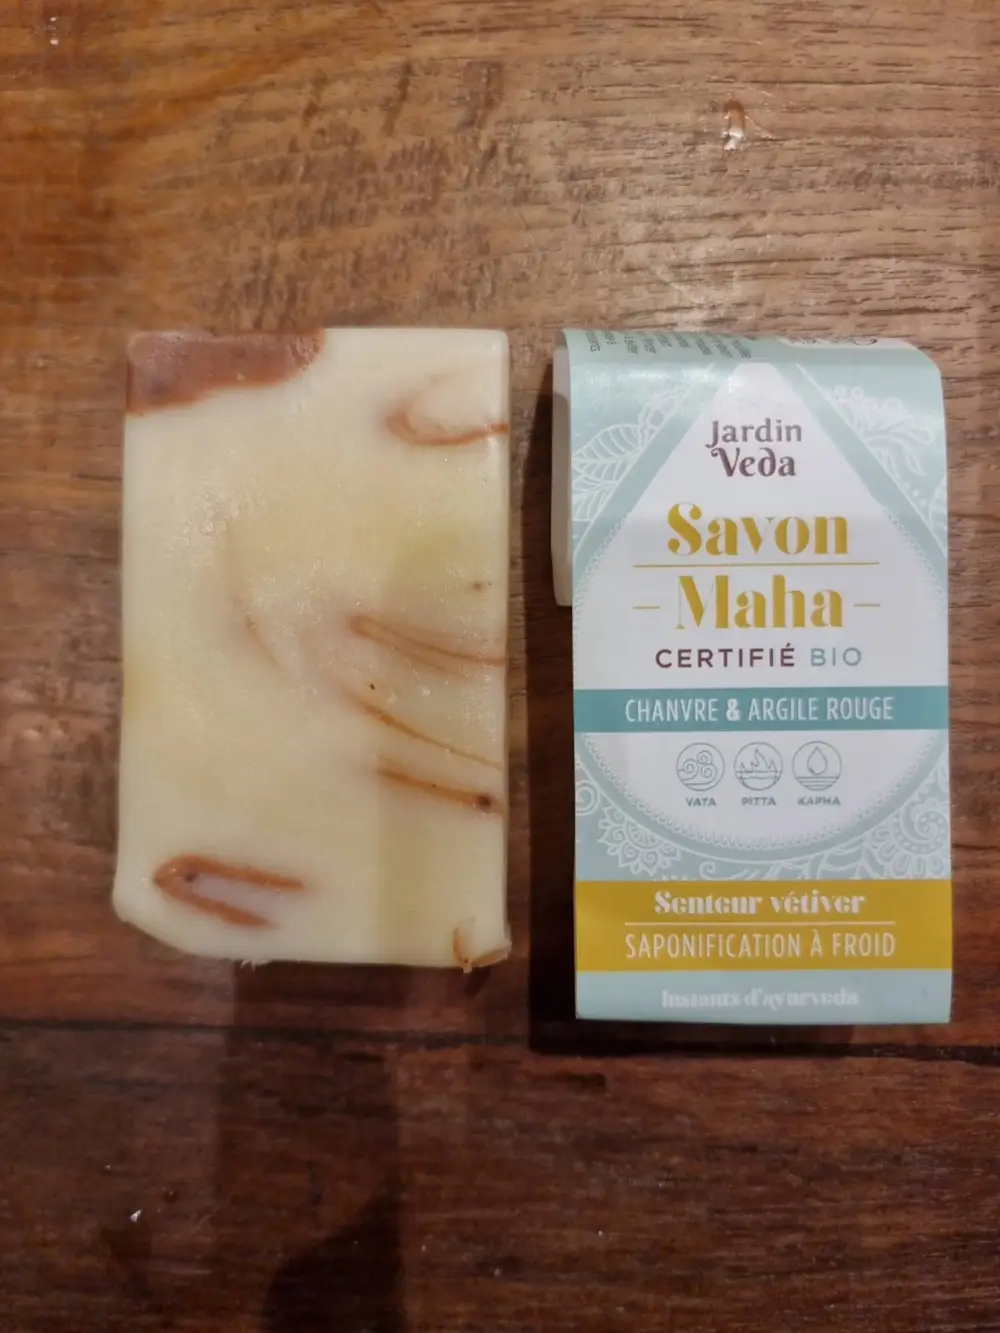 Jardin
Veda
Savon
- Maha -
CERTIFIÉ BIO
CHANVRE & ARGILE ROUGE
VATA PITTA KAPHA
Senteur vétiver
SAPONIFICATION À FROID
Instants d'ayurveda